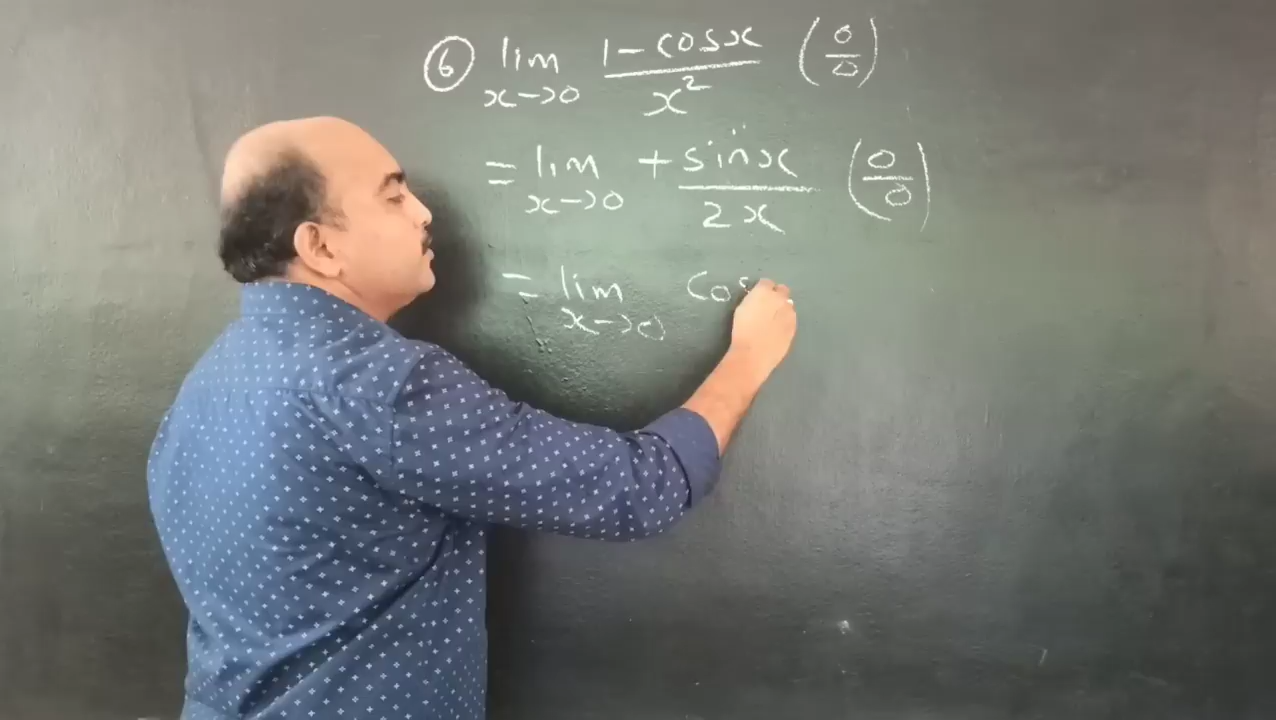 ⑥ lim x→0 (1 - cosx)/x² (0/0)
= lim x→0 + sinx/2x (0/0)
= lim x→0 cos